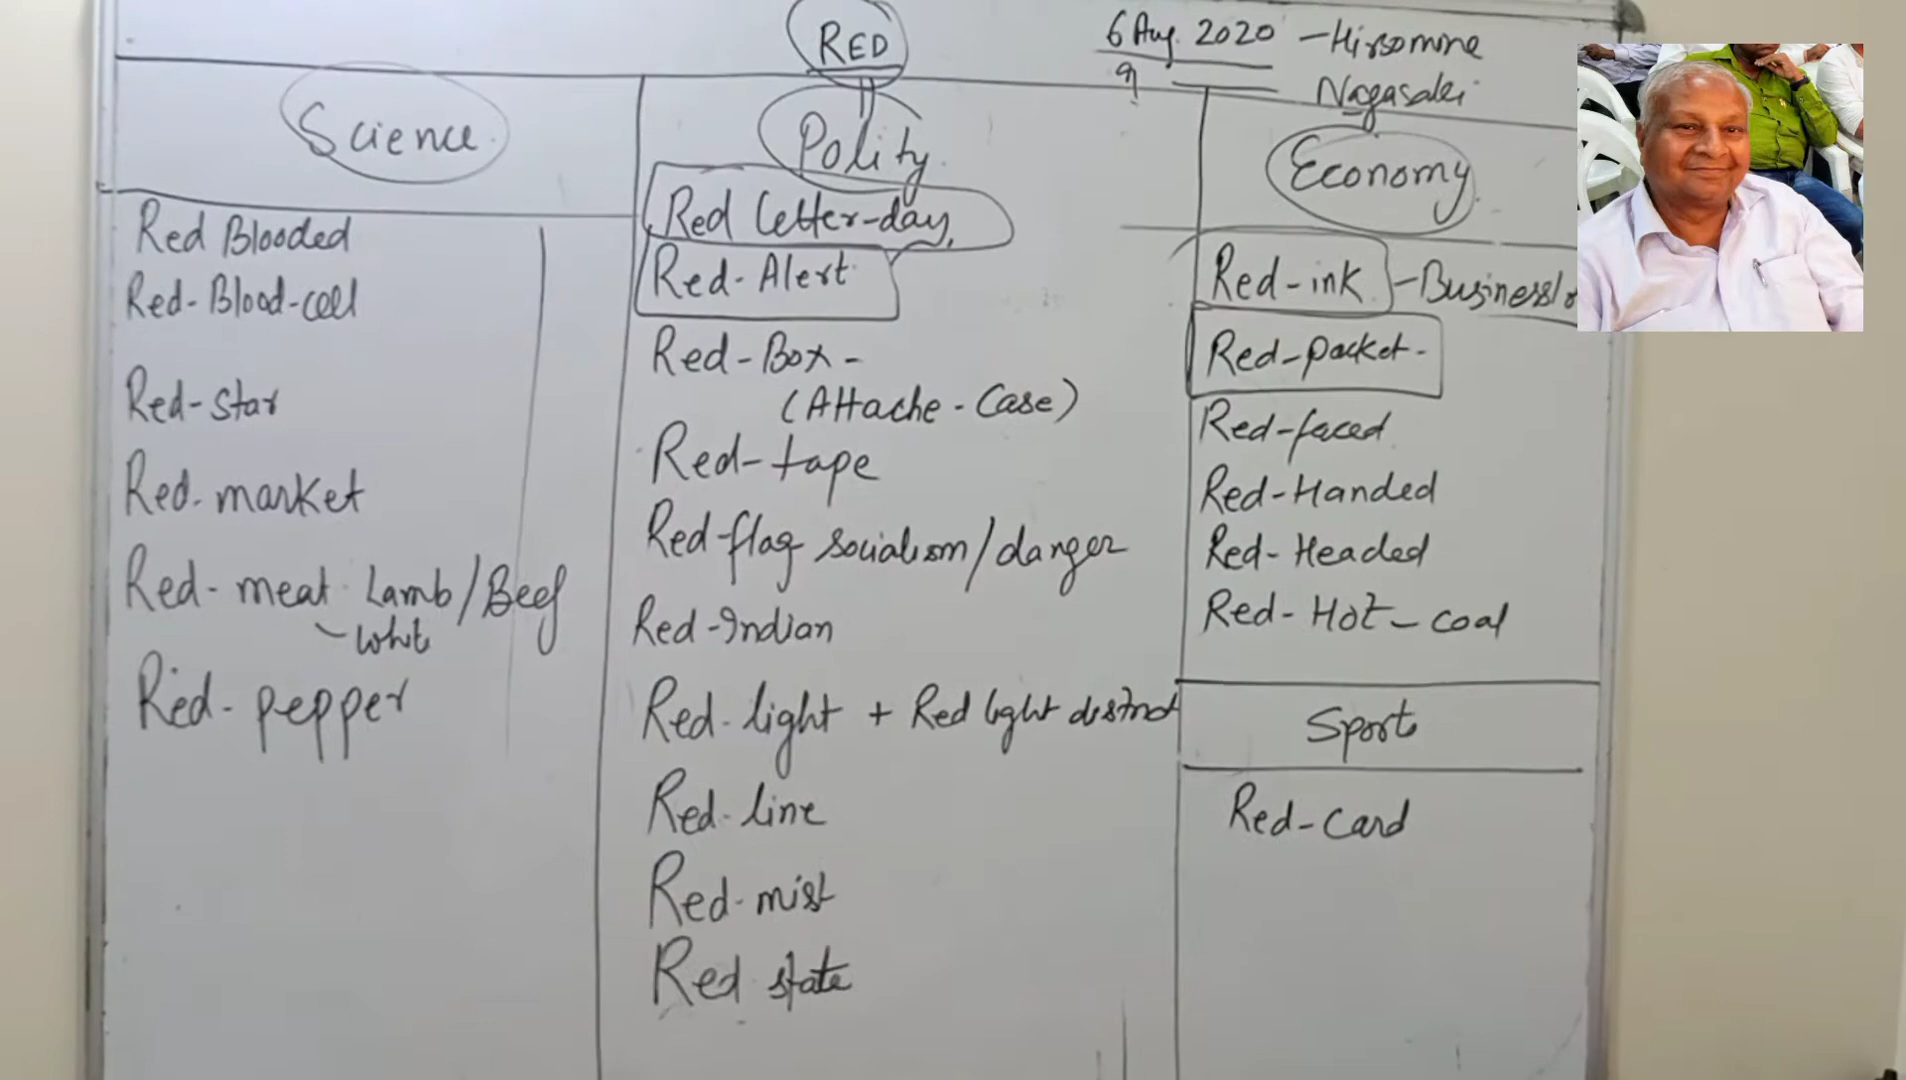 RED
6 Aug. 2020 - Hirsomine
9 Nagasaki
Science
Red Blooded
Red-Blood-cell
Red-star
Red-market
Red-meat Lamb/Beef
- White
Red-pepper
Polity
Red Letter-day,
Red-Alert
Red-Box-
(Attache-Case)
Red-tape
Red-flag socialism/danger
Red-Indian
Red-light + Red light district
Red-line
Red-mist
Red state
Economy
Red-ink -Business/
Red-packet-
Red-faced
Red-Handed
Red-Headed
Red-Hot-coal
Sport
Red-Card